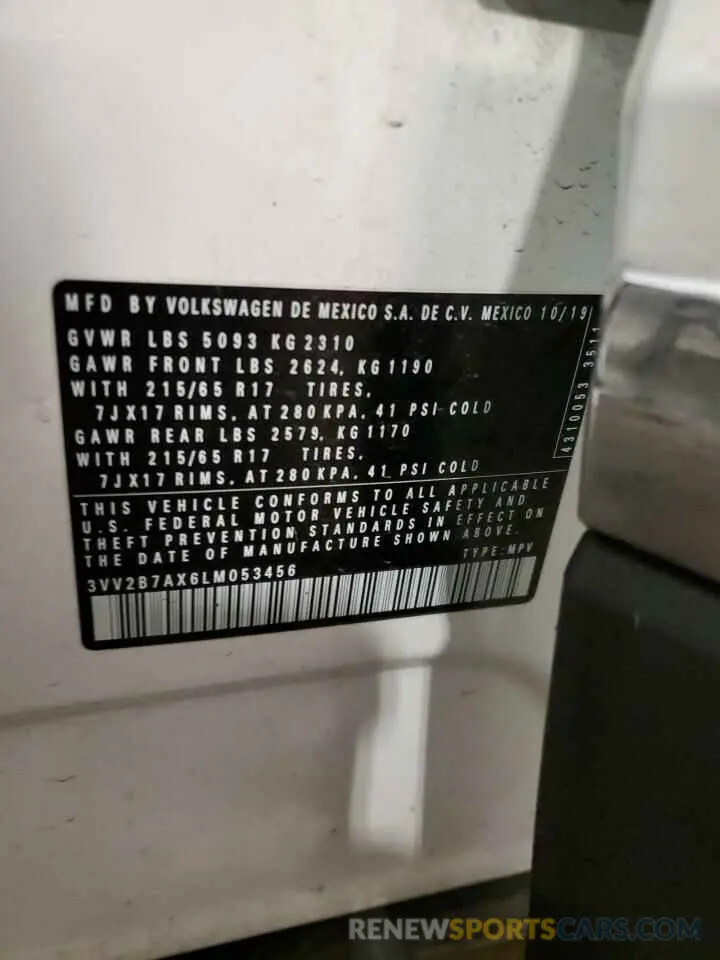 MFD BY VOLKSWAGEN DE MEXICO S.A. DE C.V. MEXICO 10/19
GVWR LBS 5093 KG 2310
GAWR FRONT LBS 2624, KG 1190
WITH 215/65 R17 TIRES,
7JX17 RIMS, AT 280 KPA, 41 PSI COLD
GAWR REAR LBS 2579, KG 1170
WITH 215/65 R17 TIRES,
7JX17 RIMS, AT 280 KPA, 41 PSI COLD
4310053 3511
THIS VEHICLE CONFORMS TO ALL APPLICABLE
U.S. FEDERAL MOTOR VEHICLE SAFETY AND
THEFT PREVENTION STANDARDS IN EFFECT ON
THE DATE OF MANUFACTURE SHOWN ABOVE.
3VV2B7AX6LM053456 TYPE: MPV
RENEWSPORTSCARS.COM